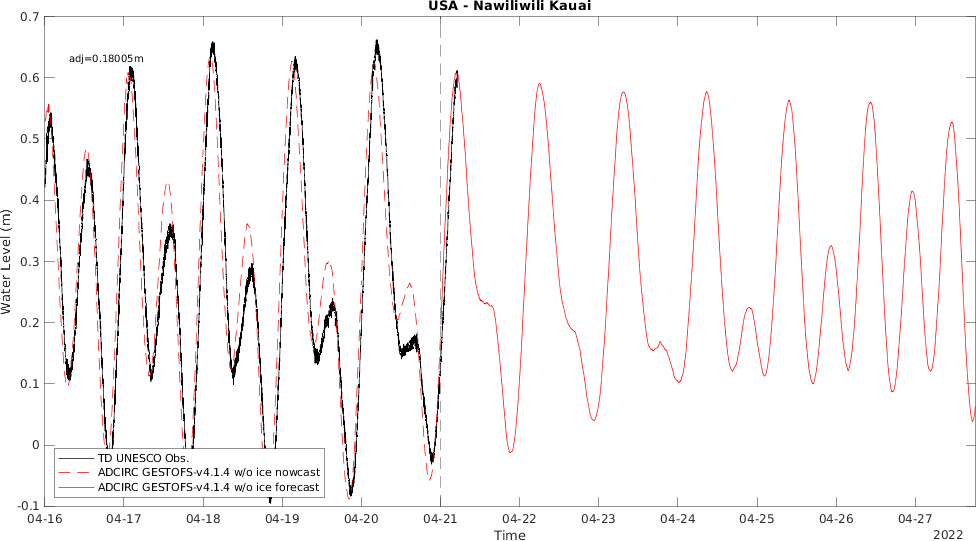 USA - Nawiliwili Kauai
adj=0.18005m
Water Level (m)
0.7
0.6
0.5
0.4
0.3
0.2
0.1
0
-0.1
TD UNESCO Obs.
ADCIRC GESTOFS-v4.1.4 w/o ice nowcast
ADCIRC GESTOFS-v4.1.4 w/o ice forecast
04-16 04-17 04-18 04-19 04-20 04-21 04-22 04-23 04-24 04-25 04-26 04-27
Time
2022